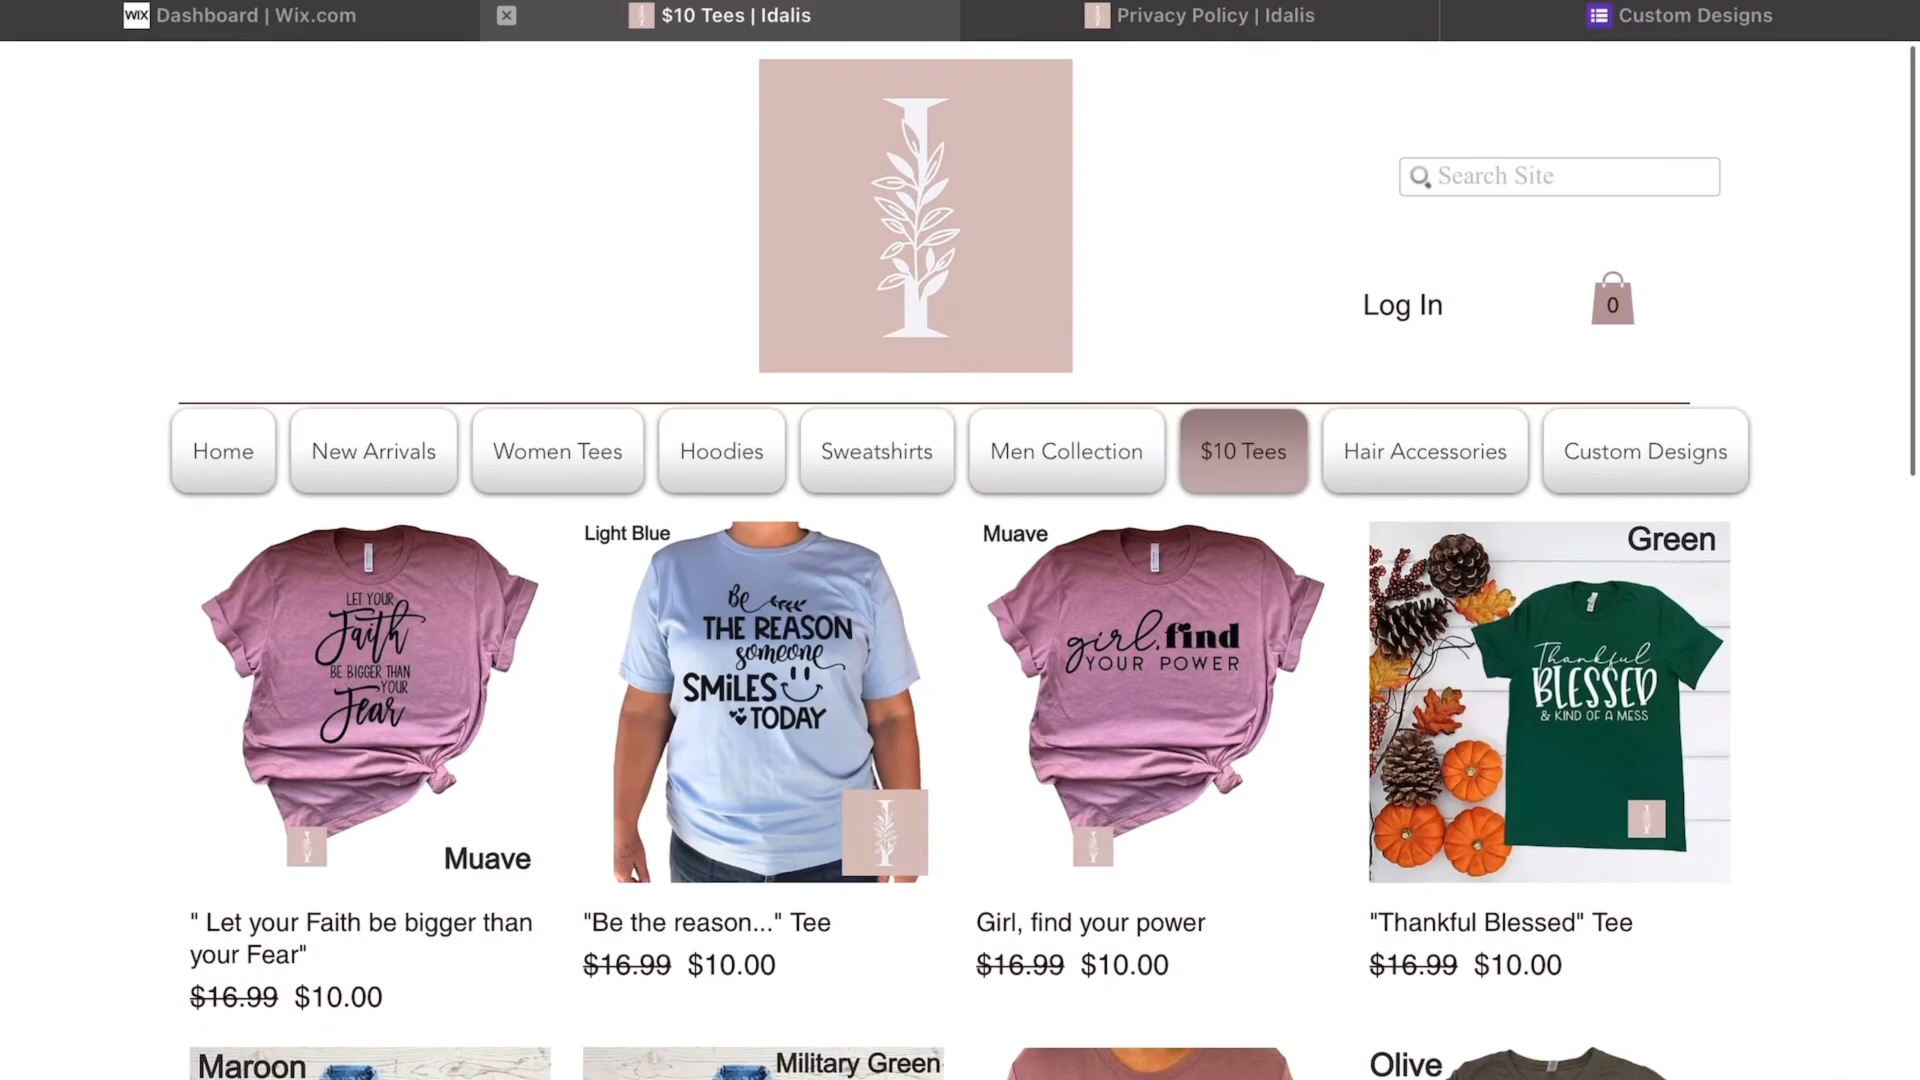 WiX Dashboard | Wix.com
$10 Tees | Idalis
Privacy Policy | Idalis
Custom Designs
I
Search Site
Log In
0
Home
New Arrivals
Women Tees
Hoodies
Sweatshirts
Men Collection
$10 Tees
Hair Accessories
Custom Designs
LET YOUR
Faith
BE BIGGER THAN
YOUR
Fear
Muave
Light Blue
Be
THE REASON
someone
SMiLES
TODAY
Muave
girl, find
YOUR POWER
Green
Thankful
BLESSED
& KIND OF A MESS
" Let your Faith be bigger than
your Fear"
$16.99 $10.00
"Be the reason..." Tee
$16.99 $10.00
Girl, find your power
$16.99 $10.00
"Thankful Blessed" Tee
$16.99 $10.00
Maroon
Military Green
Olive